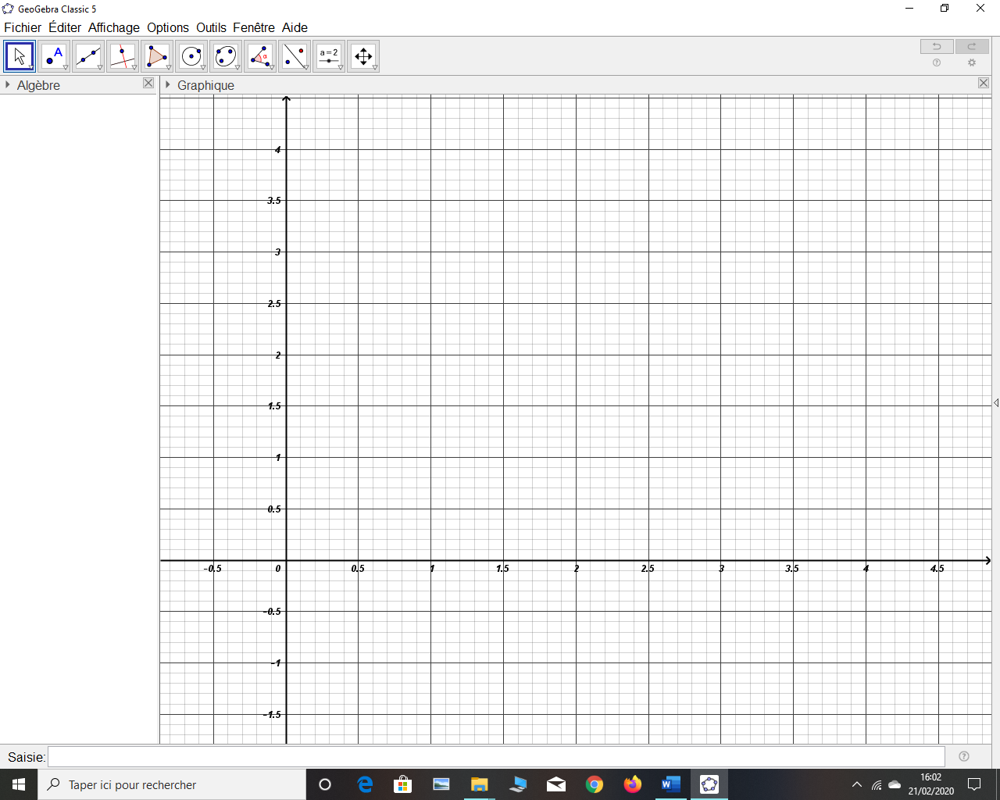 GeoGebra Classic 5
Fichier Éditer Affichage Options Outils Fenêtre Aide
A
α
a=2
Algèbre
Graphique
4
3.5
3
2.5
2
1.5
1
0.5
-0.5 0 0.5 1 1.5 2 2.5 3 3.5 4 4.5
-0.5
-1
-1.5
Saisie:
Taper ici pour rechercher
16:02
21/02/2020